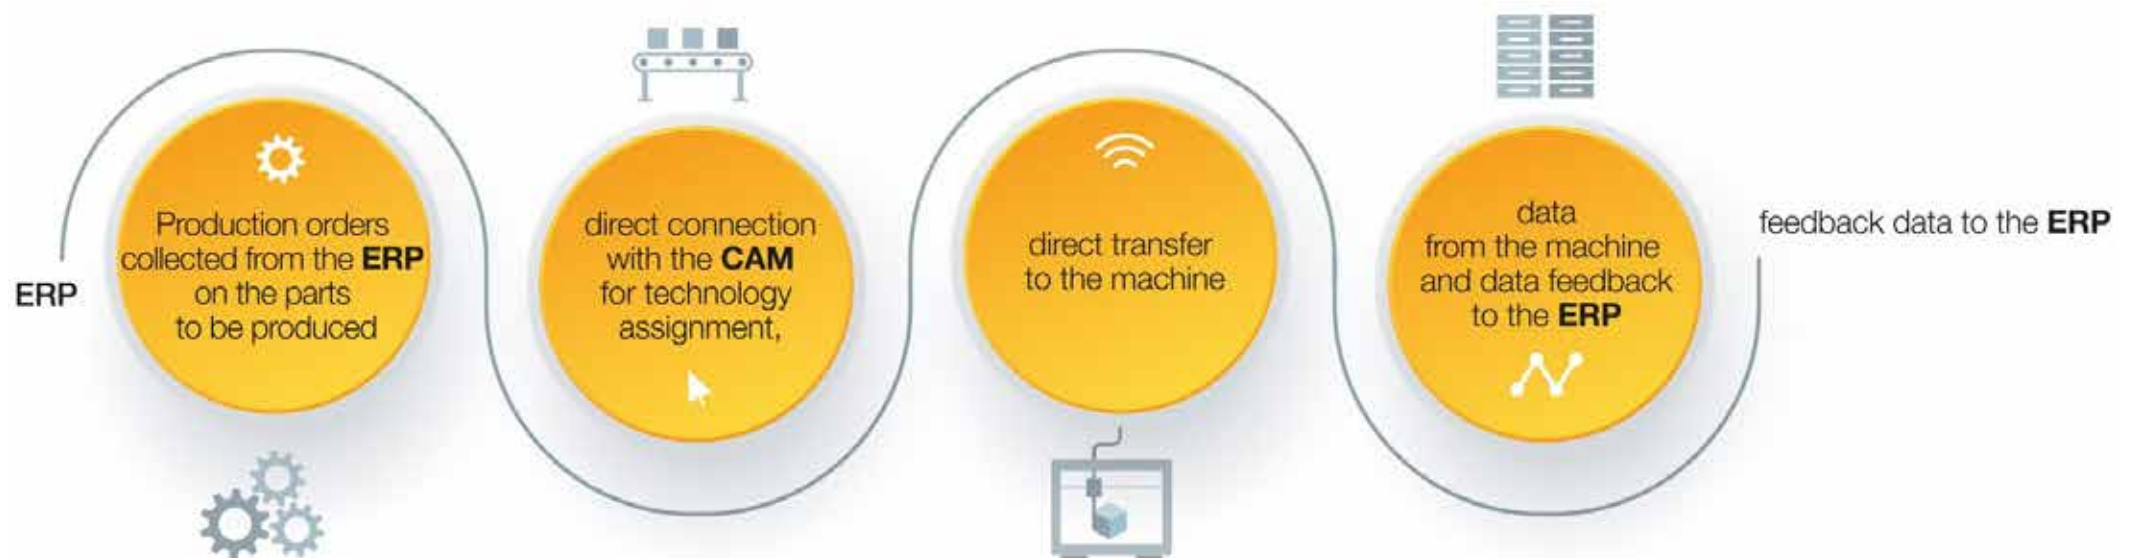 ERP
Production orders
collected from the ERP
on the parts
to be produced
direct connection
with the CAM
for technology
assignment,
direct transfer
to the machine
data
from the machine
and data feedback
to the ERP
feedback data to the ERP